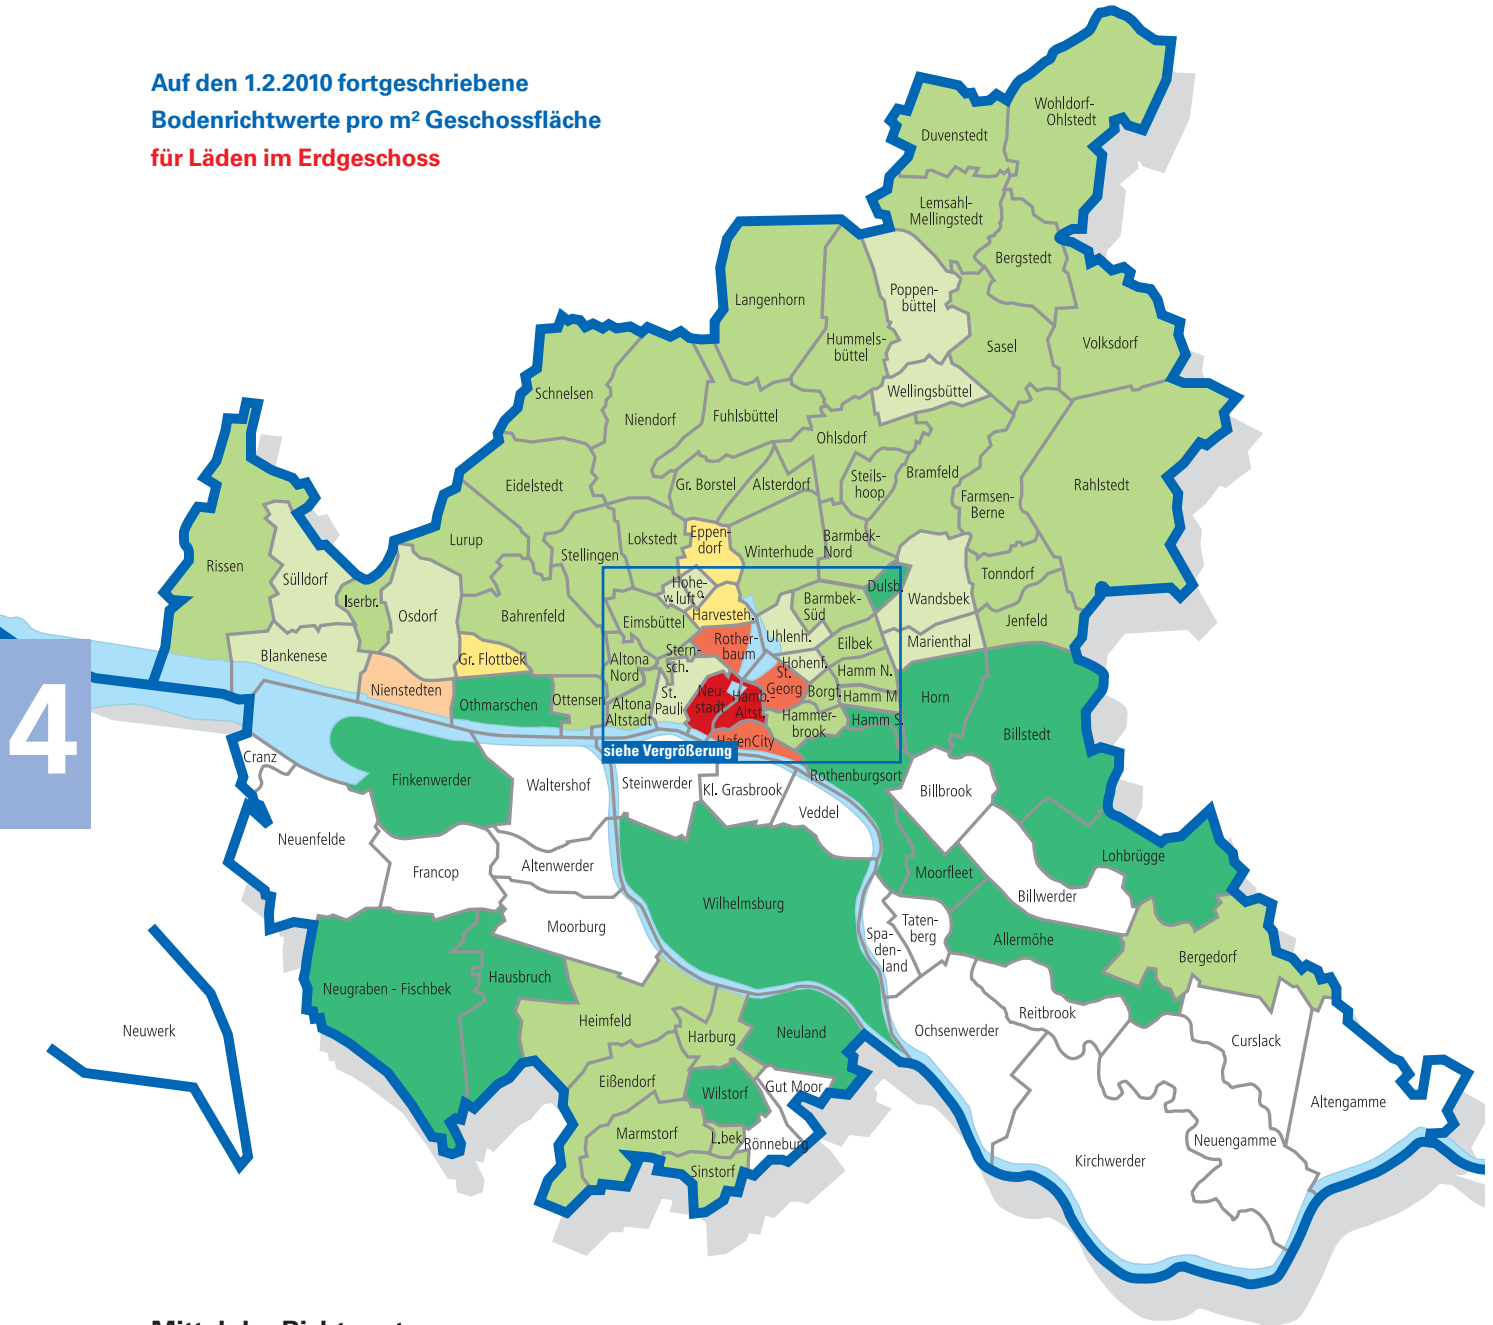 Auf den 1.2.2010 fortgeschriebene
Bodenrichtwerte pro m² Geschossfläche
für Läden im Erdgeschoss
Wohldorf-
Ohlstedt
Duvenstedt
Lemsahl-
Mellingstedt
Bergstedt
Poppen-
büttel
Langenhorn
Hummels-
büttel
Sasel
Volksdorf
Wellingsbüttel
Schnelsen
Niendorf
Fuhlsbüttel
Ohlsdorf
Eidelstedt
Gr. Borstel
Alsterdorf
Steils-
hoop
Bramfeld
Farmsen-
Berne
Rahlstedt
Lurup
Stellingen
Lokstedt
Eppen-
dorf
Winterhude
Barmbek-
Nord
Rissen
Sülldorf
Iserbr.
Osdorf
Bahrenfeld
Hohe-
w.luft o.
Harvesteh.
Dulsb.
Barmbek-
Süd
Wandsbek
Tonndorf
Jenfeld
Eimsbüttel
Rother-
baum
Uhlenh.
Eilbek
Marienthal
Blankenese
Gr. Flottbek
Altona
Nord
Stern-
sch.
Hohenf.
Hamm N.
Nienstedten
Othmarschen
Ottensen
Altona
Altstadt
St.
Pauli
Neu-
stadt
Hamb.-
Altst.
St.
Georg
Borgf.
Hamm M.
Horn
Hammer-
brook
Hamm S.
Billstedt
HafenCity
siehe Vergrößerung
4
Cranz
Finkenwerder
Waltershof
Steinwerder
Kl. Grasbrook
Veddel
Rothenburgsort
Billbrook
Neuenfelde
Francop
Altenwerder
Moorfleet
Lohbrügge
Billwerder
Wilhelmsburg
Moorburg
Spa-
den-
land
Taten-
berg
Allermöhe
Bergedorf
Neugraben - Fischbek
Hausbruch
Heimfeld
Harburg
Neuland
Ochsenwerder
Reitbrook
Curslack
Neuwerk
Eißendorf
Wilstorf
Gut Moor
Altengamme
Marmstorf
L.bek
Rönneburg
Neuengamme
Sinstorf
Kirchwerder